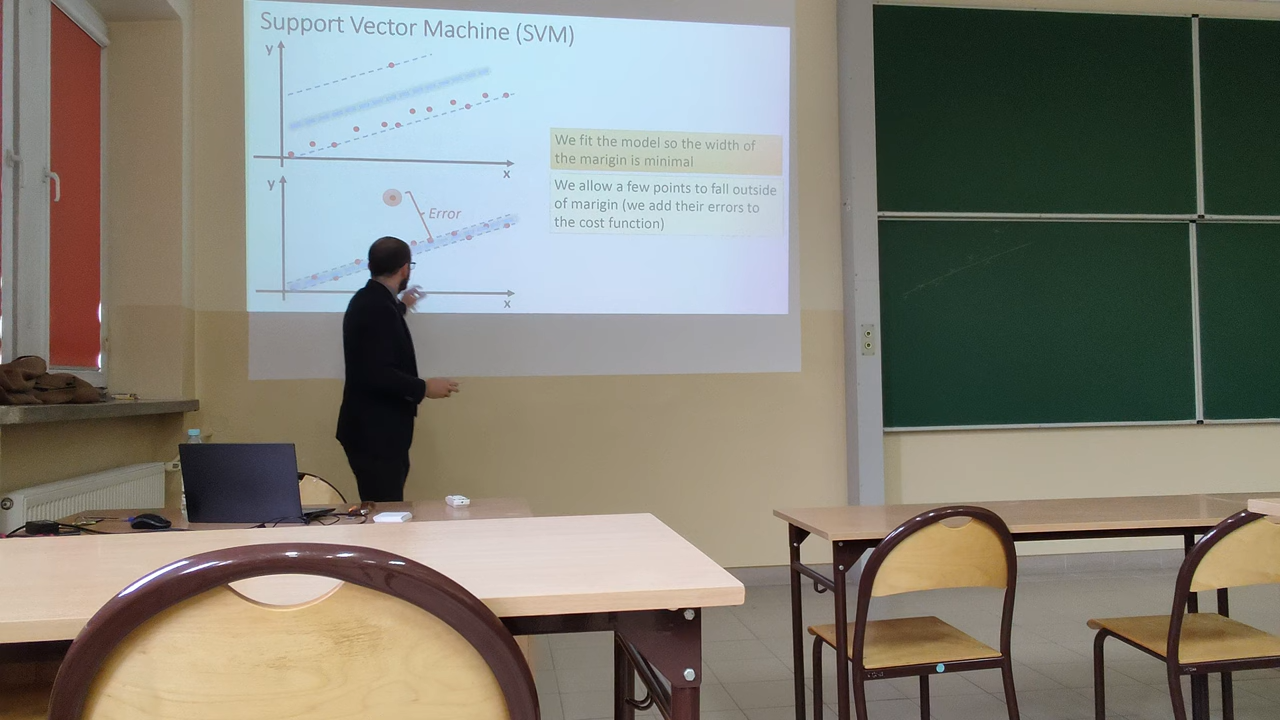 Support Vector Machine (SVM)
y
x
We fit the model so the width of
the marigin is minimal
We allow a few points to fall outside
of marigin (we add their errors to
the cost function)
y
Error
x